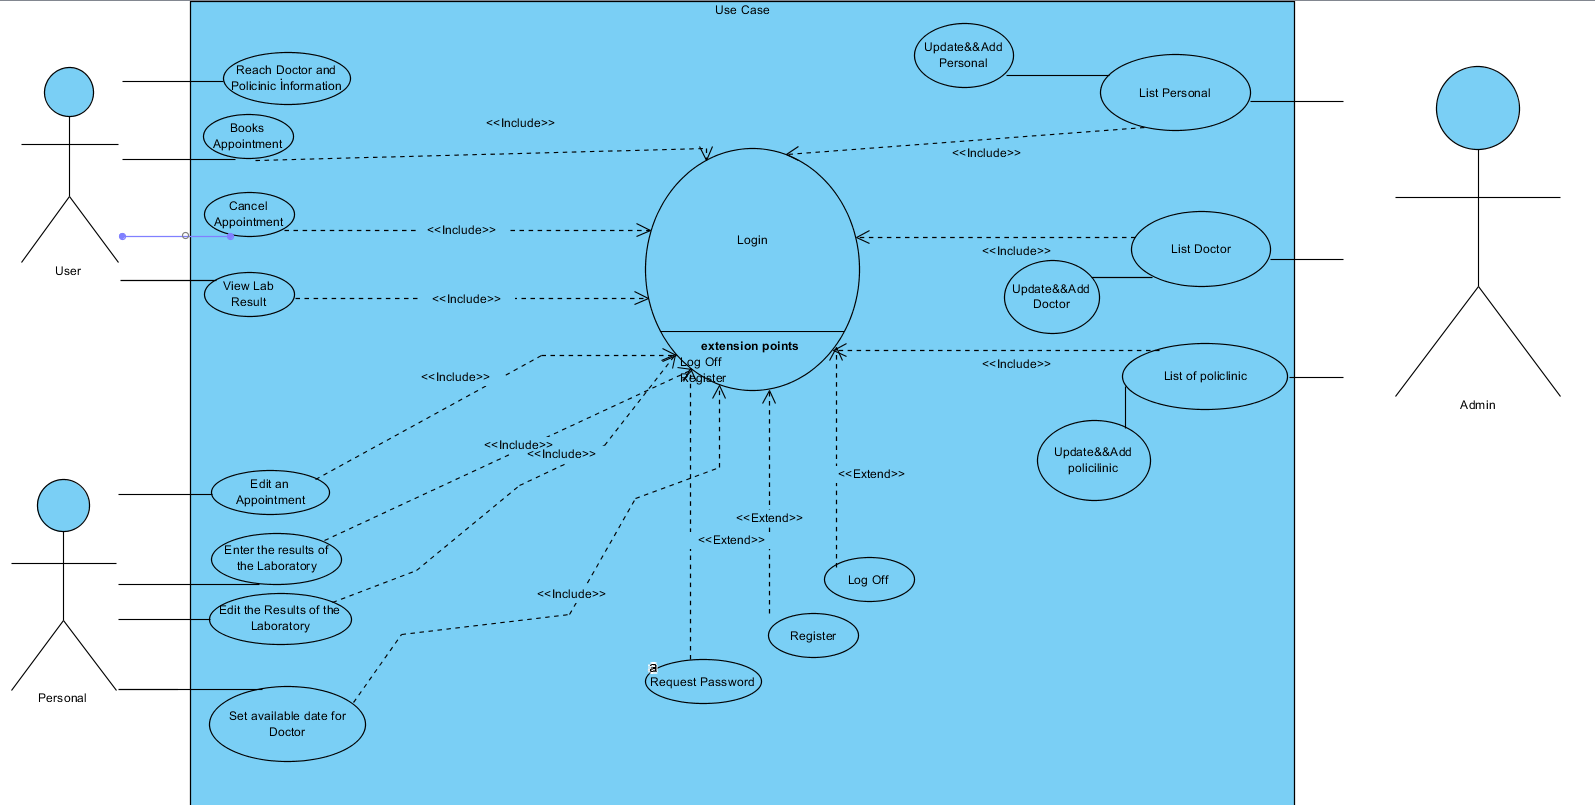 Use Case
Reach Doctor and
Policinic İnformation
Books
Appointment
<<Include>>
Cancel
Appointment
<<Include>>
User
View Lab
Result
<<Include>>
Update&&Add
Personal
List Personal
<<Include>>
Login
<<Include>>
List Doctor
Update&&Add
Doctor
extension points
Log Off
Register
<<Include>>
List of policlinic
Admin
Update&&Add
policilinic
<<Include>>
<<Include>>
<<Include>>
Edit an
Appointment
Enter the results of
the Laboratory
Edit the Results of the
Laboratory
<<Include>>
Personal
Set available date for
Doctor
<<Extend>>
<<Extend>>
<<Extend>>
Log Off
Register
a
Request Password